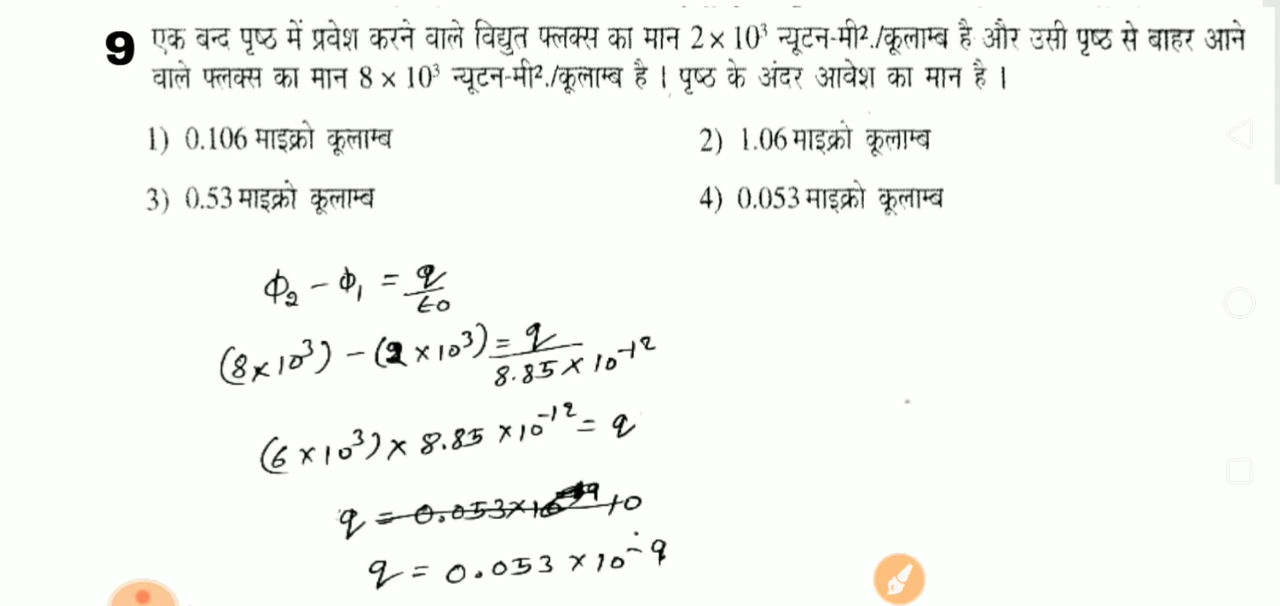 9 एक बन्द पृष्ठ में प्रवेश करने वाले विद्युत फ्लक्स का मान 2 × 10³ न्यूटन-मी²./कूलाम्ब है और उसी पृष्ठ से बाहर आने
वाले फ्लक्स का मान 8 × 10³ न्यूटन-मी²./कूलाम्ब है । पृष्ठ के अंदर आवेश का मान है ।
1) 0.106 माइक्रो कूलाम्ब 2) 1.06 माइक्रो कूलाम्ब
3) 0.53 माइक्रो कूलाम्ब 4) 0.053 माइक्रो कूलाम्ब
Φ₂ - Φ₁ = q/ε₀
(8 × 10³) - (2 × 10³) = q/8.85 × 10⁻¹²
(6 × 10³) × 8.85 × 10⁻¹² = q
q = 0.053 × 10
q = 0.053 × 10⁻⁹